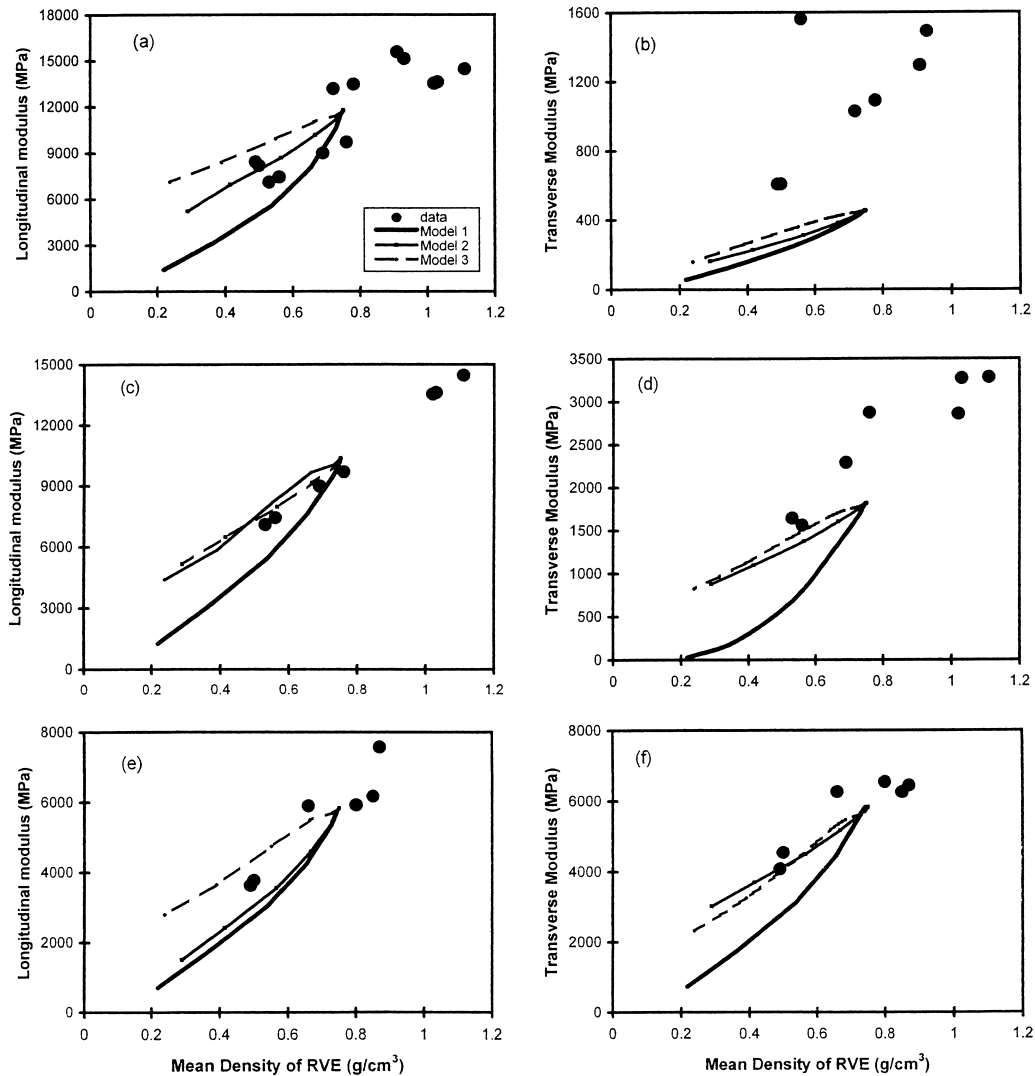 (a)
Longitudinal modulus (MPa)
18000
15000
12000
9000
6000
3000
0
0 0.2 0.4 0.6 0.8 1 1.2
data
Model 1
Model 2
Model 3
(b)
Transverse Modulus (MPa)
1600
1200
800
400
0
0 0.2 0.4 0.6 0.8 1 1.2
(c)
Longitudinal modulus (MPa)
15000
12000
9000
6000
3000
0
0 0.2 0.4 0.6 0.8 1 1.2
(d)
Transverse Modulus (MPa)
3500
3000
2500
2000
1500
1000
500
0
0 0.2 0.4 0.6 0.8 1 1.2
(e)
Longitudinal modulus (MPa)
8000
6000
4000
2000
0
0 0.2 0.4 0.6 0.8 1 1.2
Mean Density of RVE (g/cm³)
(f)
Transverse Modulus (MPa)
8000
6000
4000
2000
0
0 0.2 0.4 0.6 0.8 1 1.2
Mean Density of RVE (g/cm³)